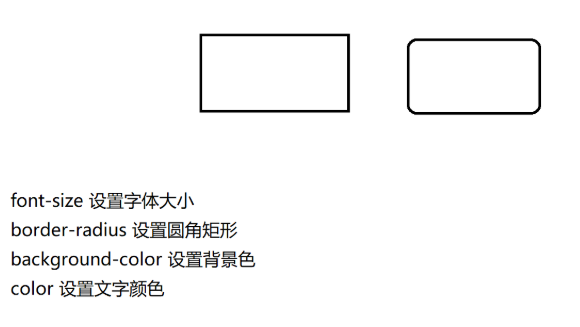 font-size 设置字体大小
border-radius 设置圆角矩形
background-color 设置背景色
color 设置文字颜色